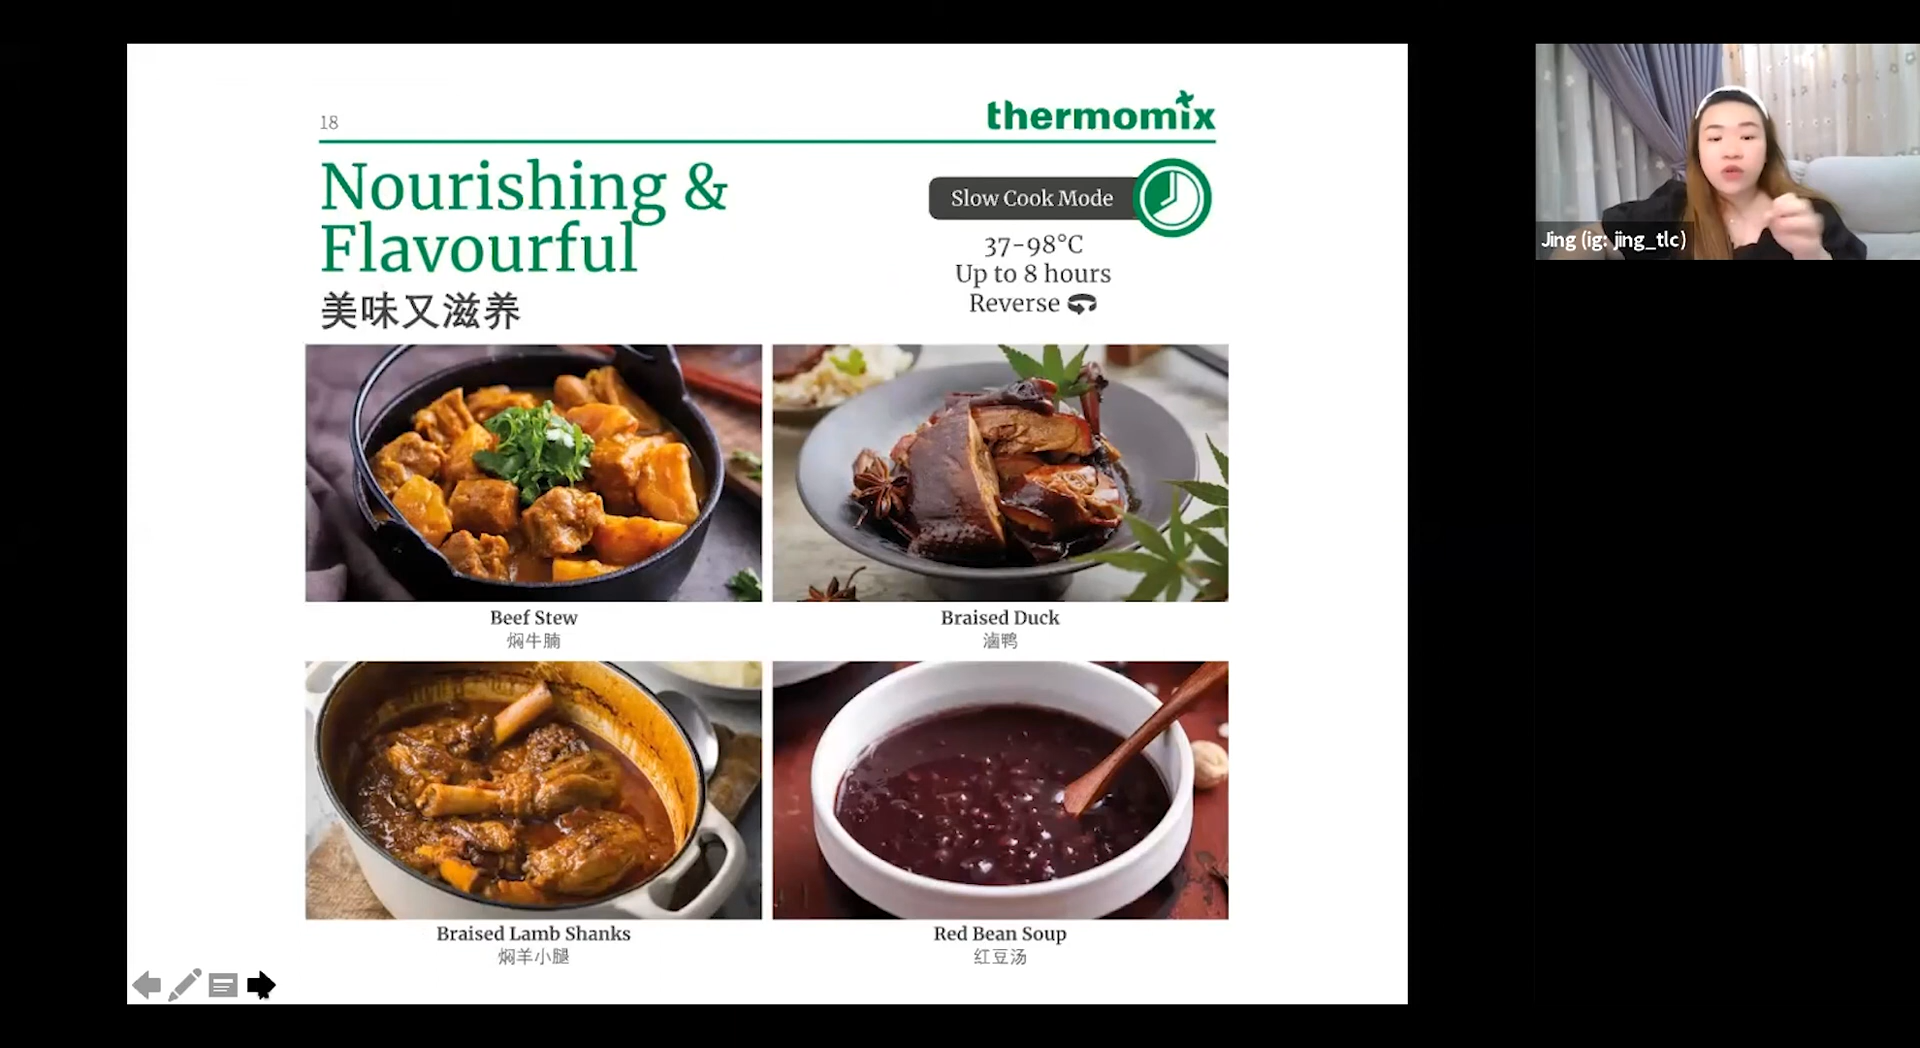 18
thermomix
Nourishing &
Flavourful
美味又滋养
Slow Cook Mode
37-98°C
Up to 8 hours
Reverse
Beef Stew
焖牛腩
Braised Duck
滷鸭
Braised Lamb Shanks
焖羊小腿
Red Bean Soup
红豆汤
Jing (ig: jing_tlc)